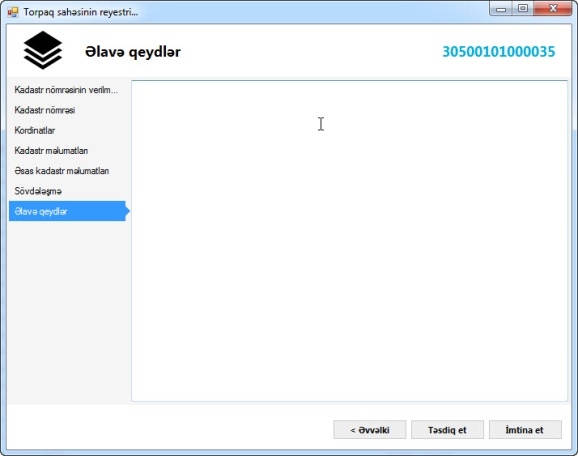 Torpaq sahəsinin reyestri...
Əlavə qeydlər
30500101000035
Kadastr nömrəsinin verilm...
Kadastr nömrəsi
Kordinatlar
Kadastr məlumatları
Əsas kadastr məlumatları
Sövdələşmə
Əlavə qeydlər
< Əvvəlki
Təsdiq et
İmtina et